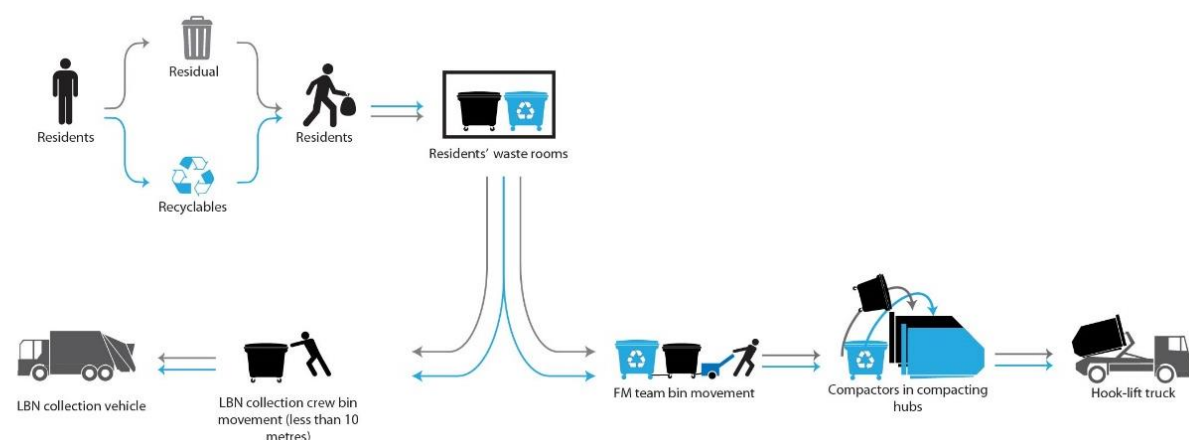 Residual
Residents
Residents
Residents' waste rooms
Recyclables
LBN collection vehicle
LBN collection crew bin
movement (less than 10
metres)
FM team bin movement
Compactors in compacting
hubs
Hook-lift truck